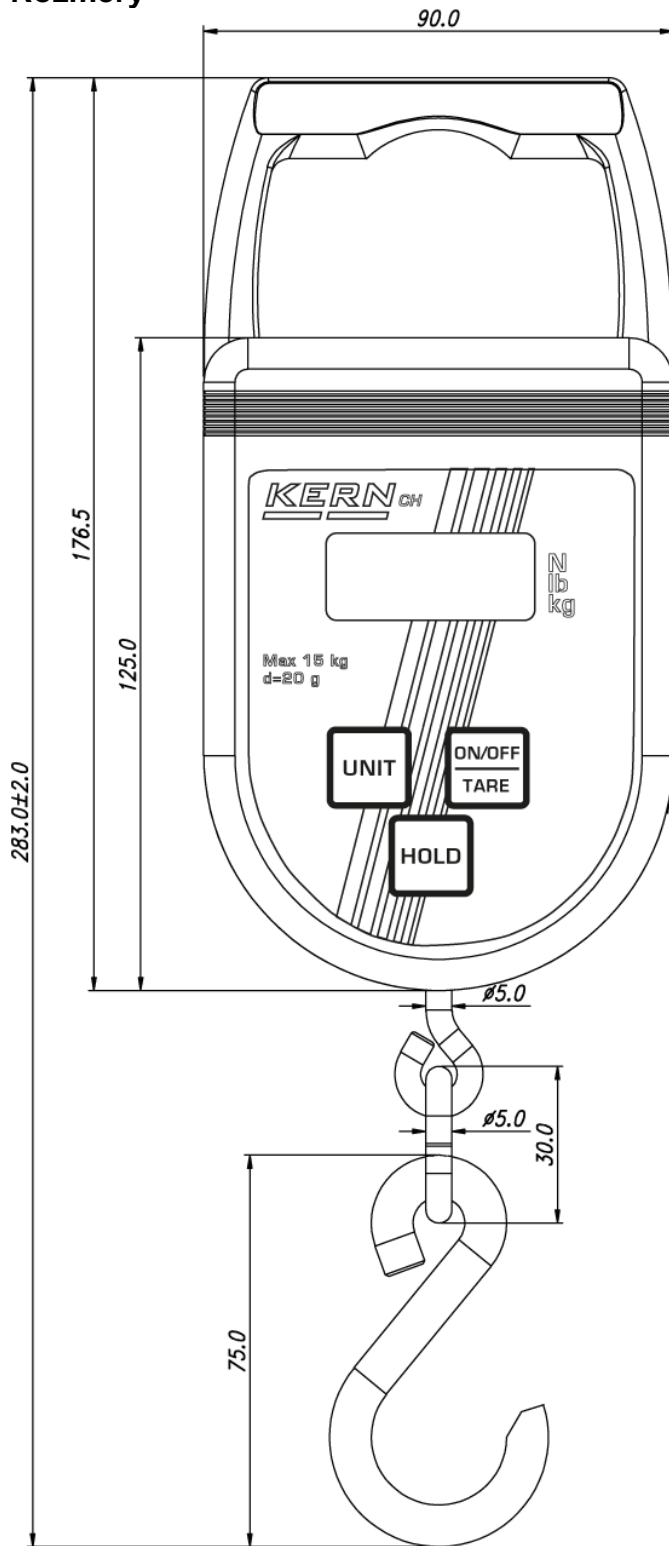 90.0
176.5
125.0
283.0±2.0
KERN CH
N
lb
kg
Max 15 kg
d=20 g
UNIT
ON/OFF
TARE
HOLD
ø5.0
ø5.0
30.0
75.0